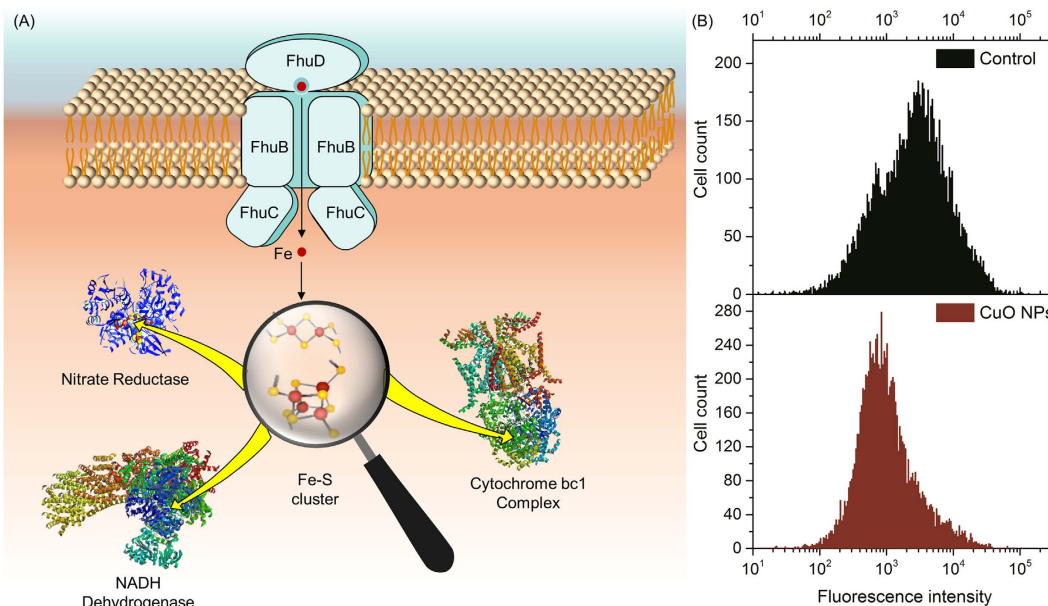 (A)
FhuD
FhuB
FhuB
FhuC
FhuC
Fe
Nitrate Reductase
Fe-S
cluster
Cytochrome bc1
Complex
NADH
Dehydrogenase
(B)
10¹ 10² 10³ 10⁴ 10⁵
Control
200
150
100
50
0
Cell count
CuO NPs
280
240
200
160
120
80
40
0
Cell count
10¹ 10² 10³ 10⁴ 10⁵
Fluorescence intensity